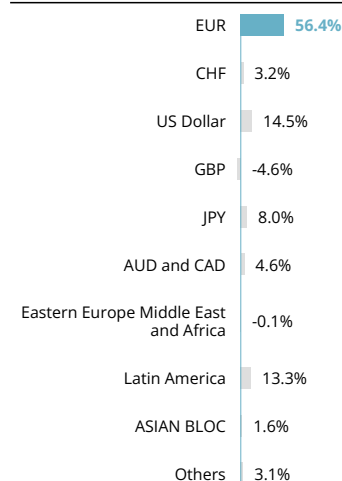 EUR 56.4%
CHF 3.2%
US Dollar 14.5%
GBP -4.6%
JPY 8.0%
AUD and CAD 4.6%
Eastern Europe Middle East
and Africa -0.1%
Latin America 13.3%
ASIAN BLOC 1.6%
Others 3.1%